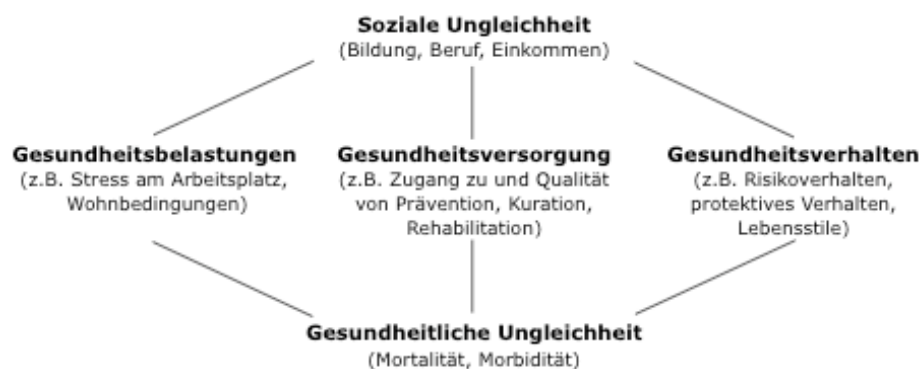 Soziale Ungleichheit
(Bildung, Beruf, Einkommen)
Gesundheitsbelastungen
(z.B. Stress am Arbeitsplatz,
Wohnbedingungen)
Gesundheitsversorgung
(z.B. Zugang zu und Qualität
von Prävention, Kuration,
Rehabilitation)
Gesundheitsverhalten
(z.B. Risikoverhalten,
protektives Verhalten,
Lebensstile)
Gesundheitliche Ungleichheit
(Mortalität, Morbidität)